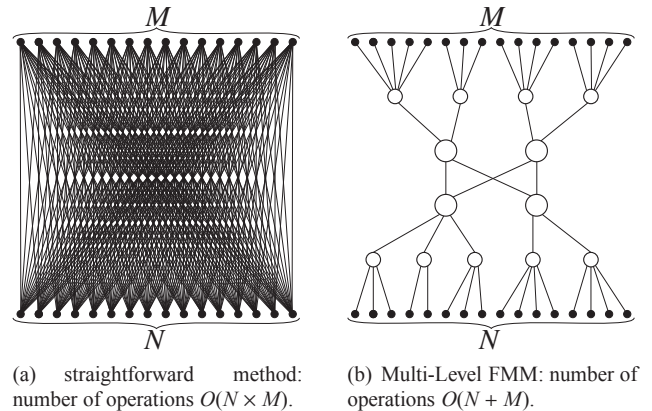 M
M
N
N
(a) straightforward method:
number of operations O(N × M).
(b) Multi-Level FMM: number of
operations O(N + M).